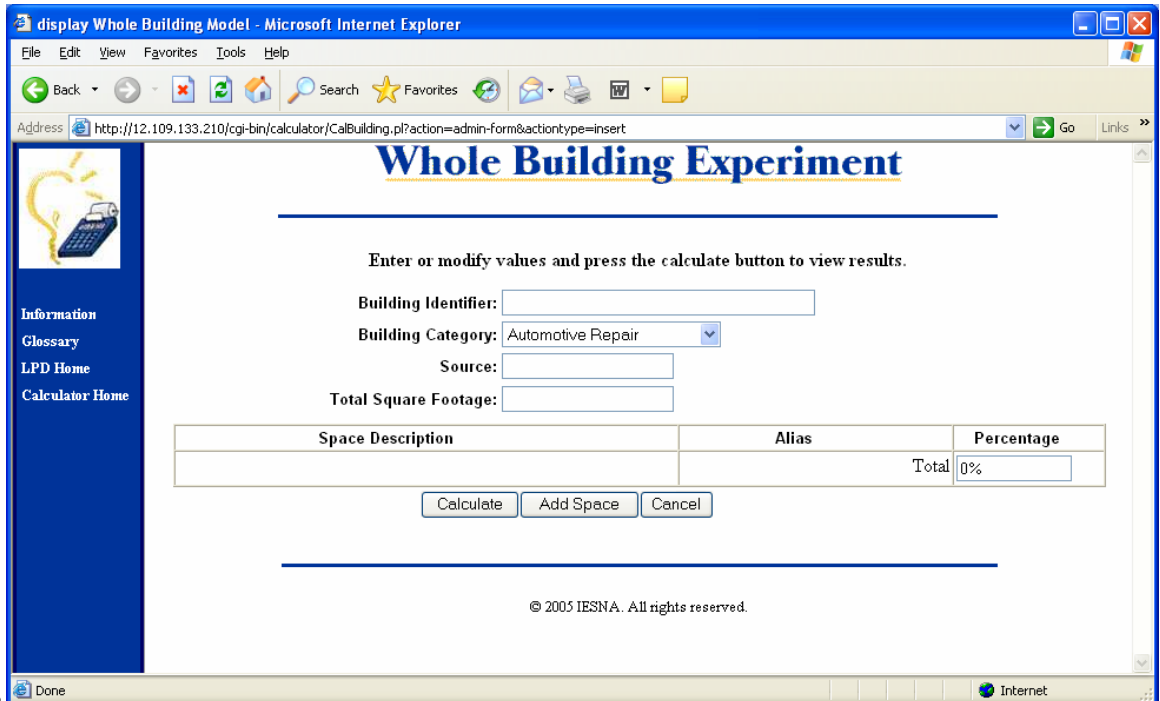 display Whole Building Model - Microsoft Internet Explorer
File Edit View Favorites Tools Help
Back Search Favorites
Address http://12.109.133.210/cgi-bin/calculator/CalBuilding.pl?action=admin-form&actiontype=insert Go Links »
Whole Building Experiment
Enter or modify values and press the calculate button to view results.
Information
Glossary
LPD Home
Calculator Home
Building Identifier:
Building Category: Automotive Repair
Source:
Total Square Footage:
Space Description Alias Percentage
Total 0%
Calculate Add Space Cancel
© 2005 IESNA. All rights reserved.
Done Internet